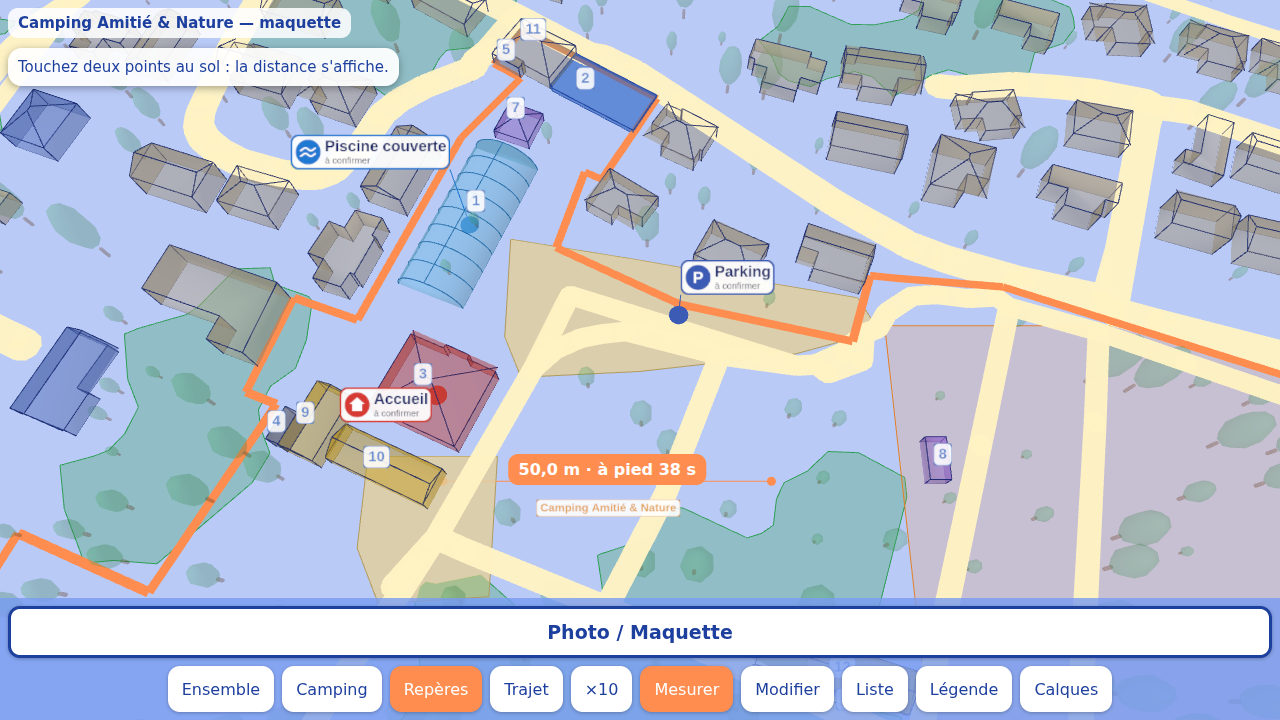 Camping Amitié & Nature — maquette
Touchez deux points au sol : la distance s'affiche.
11
5
2
7
Piscine couverte
à confirmer
1
Parking
à confirmer
3
Accueil
à confirmer
4
9
10
8
50,0 m · à pied 38 s
Camping Amitié & Nature
Photo / Maquette
13
Ensemble
Camping
Repères
Trajet
×10
Mesurer
Modifier
Liste
Légende
Calques